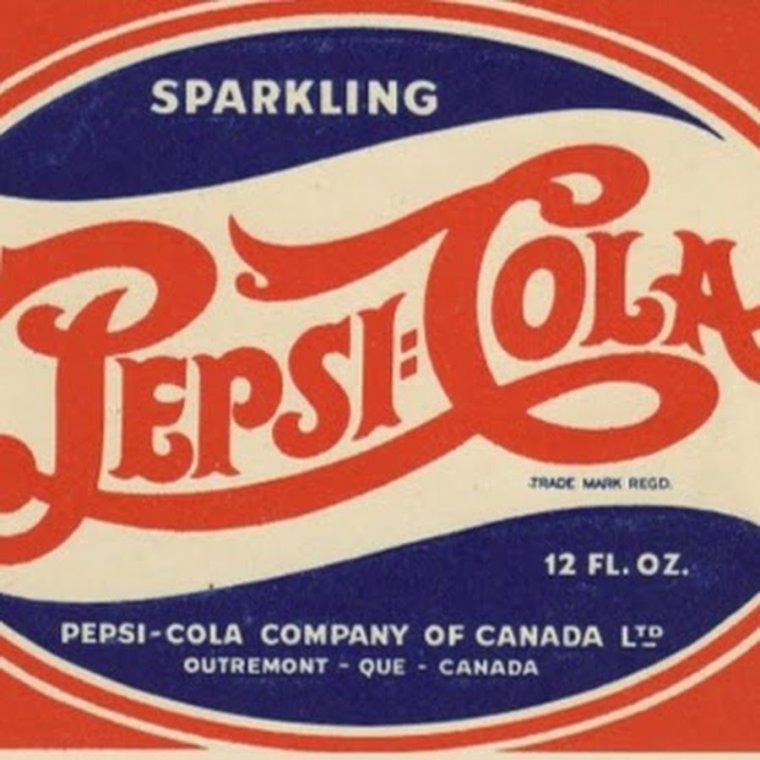 SPARKLING
PEPSI=COLA
TRADE MARK REGD.
12 FL. OZ.
PEPSI-COLA COMPANY OF CANADA LTD
OUTREMONT - QUE - CANADA